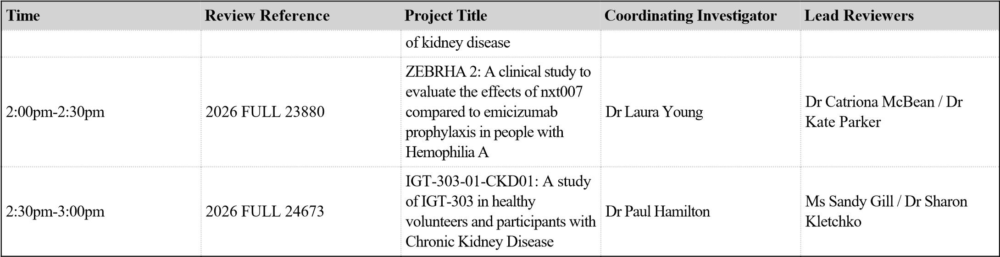 Time Review Reference Project Title Coordinating Investigator Lead Reviewers
of kidney disease
2:00pm-2:30pm
2026 FULL 23880
ZEBRHA 2: A clinical study to
evaluate the effects of nxt007
compared to emicizumab
prophylaxis in people with
Hemophilia A
Dr Laura Young
Dr Catriona McBean / Dr
Kate Parker
2:30pm-3:00pm
2026 FULL 24673
IGT-303-01-CKD01: A study
of IGT-303 in healthy
volunteers and participants with
Chronic Kidney Disease
Dr Paul Hamilton
Ms Sandy Gill / Dr Sharon
Kletchko